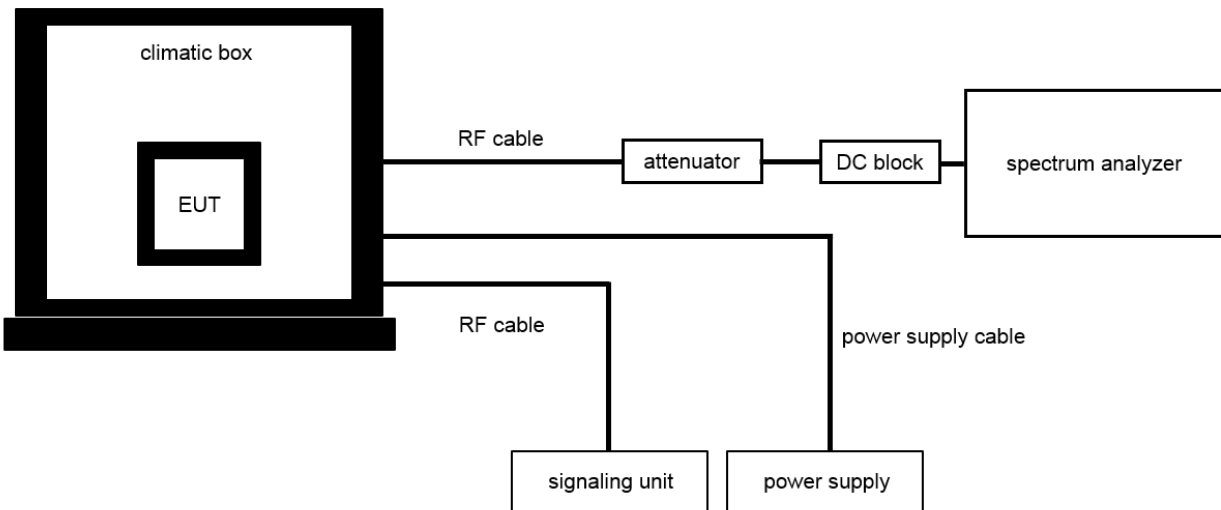 climatic box
RF cable
attenuator
DC block
spectrum analyzer
EUT
RF cable
power supply cable
signaling unit
power supply